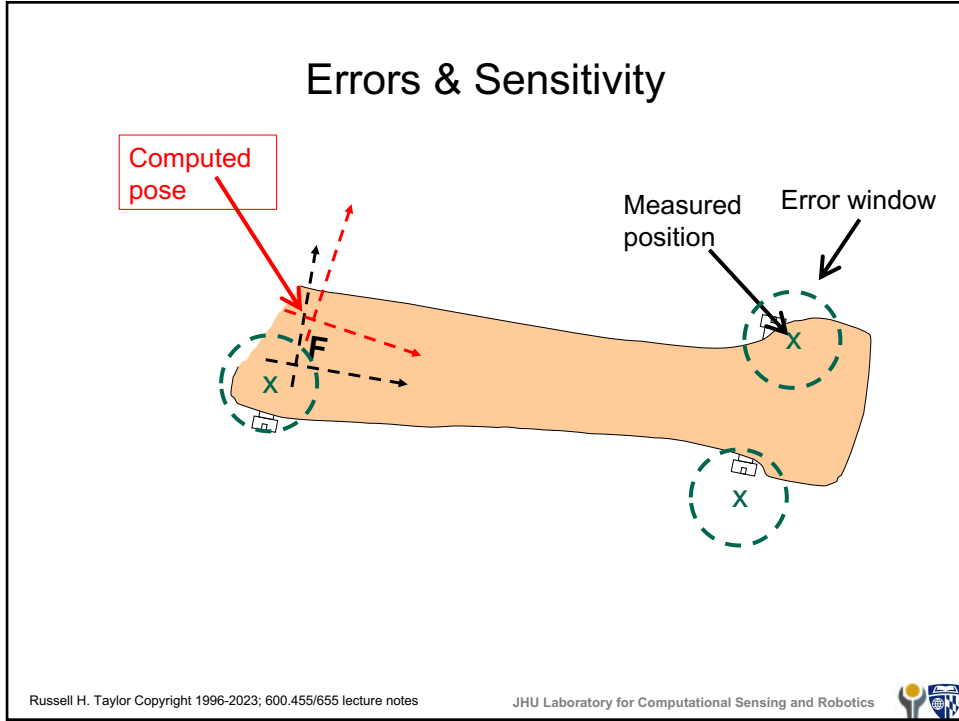 Errors & Sensitivity
Computed
pose
Measured
position
Error window
F
x
x
x
Russell H. Taylor Copyright 1996-2023; 600.455/655 lecture notes
JHU Laboratory for Computational Sensing and Robotics